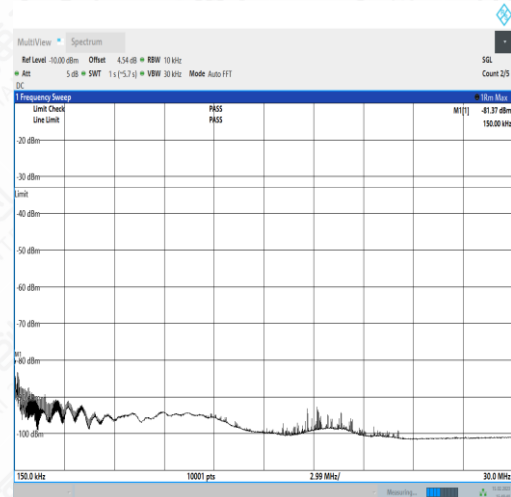 MultiView Spectrum
Ref Level -10.00 dBm Offset 4.54 dB RBW 10 kHz SGL
Att 5 dB SWT 1 s (~5.7 s) VBW 30 kHz Mode Auto FFT Count 2/5
DC
1 Frequency Sweep 1Rm Max
Limit Check PASS M1[1] -81.37 dBm
Line Limit PASS 150.00 kHz
-20 dBm
-30 dBm
Limit
-40 dBm
-50 dBm
-60 dBm
-70 dBm
M1
-80 dBm
-100 dBm
150.0 kHz 10001 pts 2.99 MHz/ 30.0 MHz
Measuring...